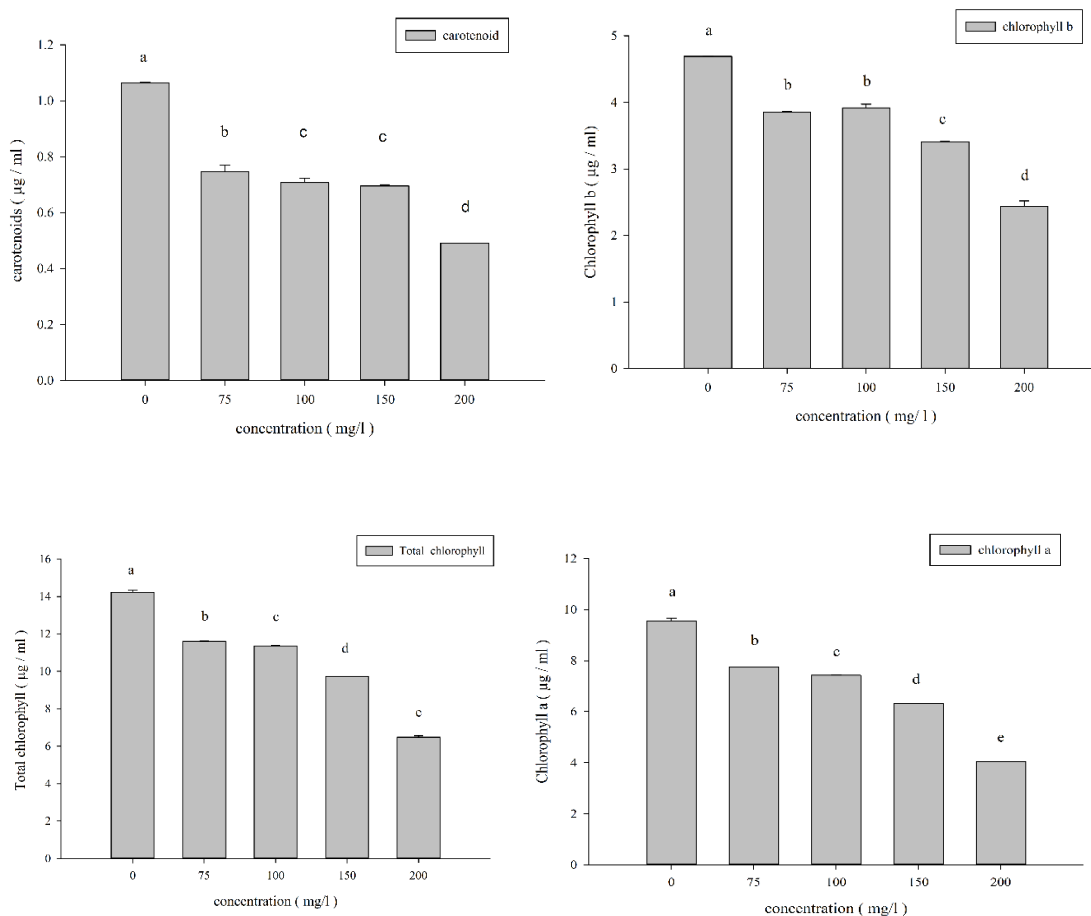 carotenoid
1.2
1.0
0.8
0.6
0.4
0.2
0.0
carotenoids ( µg / ml )
a
b
c
c
d
0 75 100 150 200
concentration ( mg/l )
chlorophyll b
5
4
3
2
1
0
Chlorophyll b ( µg / ml )
a
b
b
c
d
0 75 100 150 200
concentration ( mg/ l )
Total chlorophyll
16
14
12
10
8
6
4
2
0
Total chlorophyll ( µg / ml )
a
b
c
d
e
0 75 100 150 200
concentration ( mg/l )
chlorophyll a
12
10
8
6
4
2
0
Chlorophyll a ( µg / ml )
a
b
c
d
e
0 75 100 150 200
concentration ( mg/l )